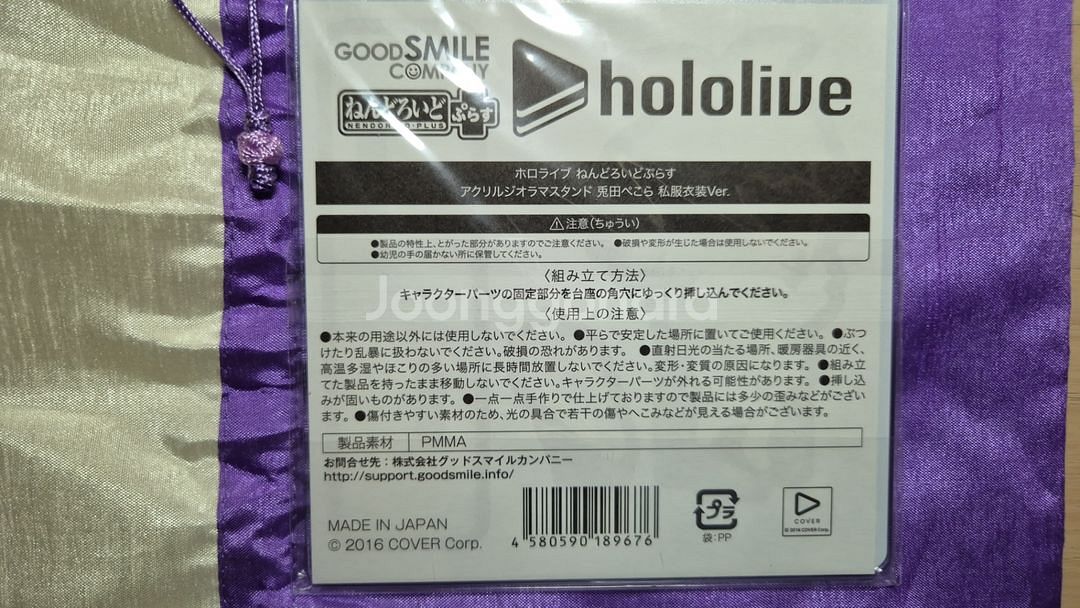 GOOD SMILE
COMPANY
hololive
ねんどろいど
ぷらす
NENDOROID PLUS
ホロライブ ねんどろいどぷらす
アクリルジオラマスタンド 兎田ぺこら 私服衣装Ver.
⚠注意(ちゅうい)
●製品の特性上、とがった部分がありますのでご注意ください。 ●破損や変形が生じた場合は使用しないでください。
●幼児の手の届かない所に保管してください。
〈組み立て方法〉
キャラクターパーツの固定部分を台座の角穴にゆっくり挿し込んでください。
Joonggonara
〈使用上の注意〉
●本来の用途以外には使用しないでください。 ●平らで安定した場所に置いてご使用ください。 ●ぶつ
けたり乱暴に扱わないでください。破損の恐れがあります。 ●直射日光の当たる場所、暖房器具の近く、
高温多湿やほこりの多い場所に長時間放置しないでください。変形・変質の原因になります。 ●組み立
てた製品を持ったまま移動しないでください。キャラクターパーツが外れる可能性があります。 ●挿し込
みが固いものがあります。 ●一点一点手作りで仕上げておりますので製品には多少の歪みなどがござい
ます。 ●傷付きやすい素材のため、光の具合で若干の傷やへこみなどが見える場合がございます。
製品素材 PMMA
お問合せ先：株式会社グッドスマイルカンパニー
http://support.goodsmile.info/
MADE IN JAPAN
© 2016 COVER Corp.
4 580590 189676
プラ
袋:PP
COVER
© 2016 COVER Corp.